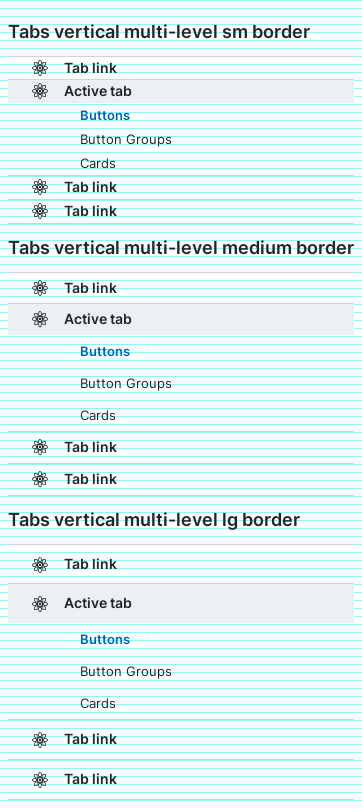 Tabs vertical multi-level sm border
Tab link
Active tab
Buttons
Button Groups
Cards
Tab link
Tab link
Tabs vertical multi-level medium border
Tab link
Active tab
Buttons
Button Groups
Cards
Tab link
Tab link
Tabs vertical multi-level lg border
Tab link
Active tab
Buttons
Button Groups
Cards
Tab link
Tab link